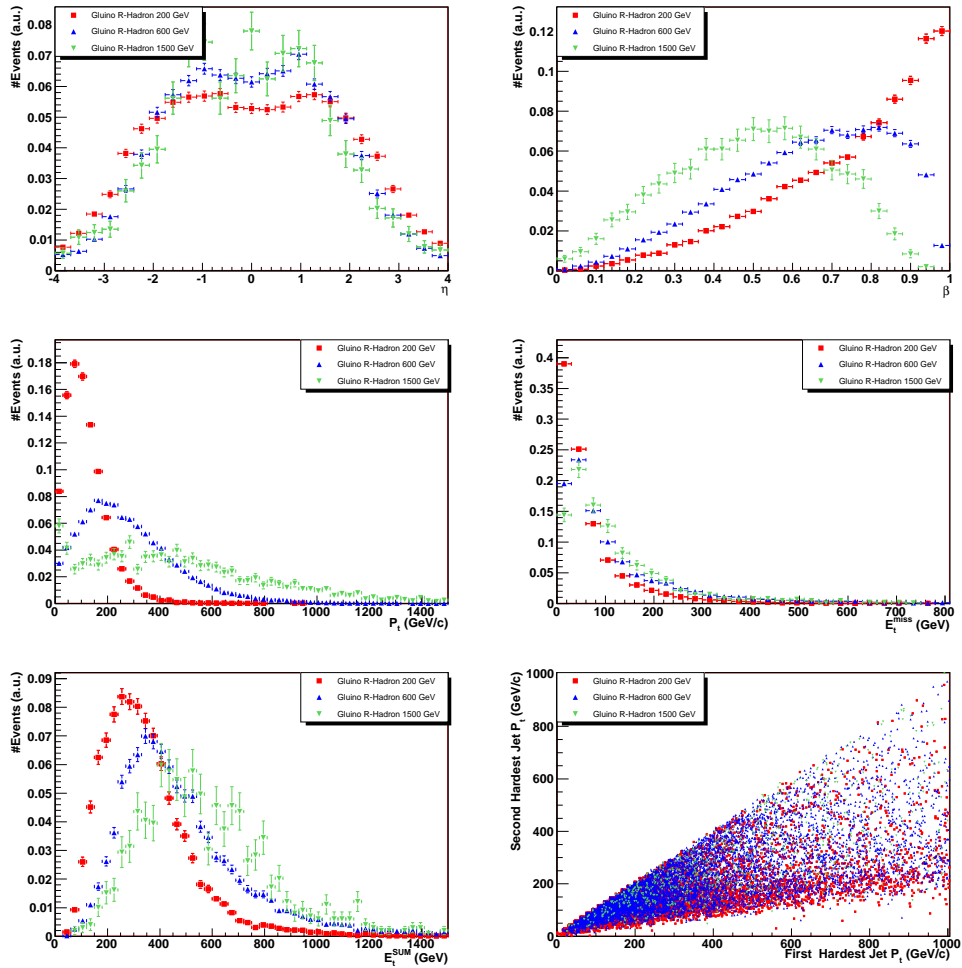 #Events (a.u.)
Gluino R-Hadron 200 GeV
Gluino R-Hadron 600 GeV
Gluino R-Hadron 1500 GeV
0.08
0.07
0.06
0.05
0.04
0.03
0.02
0.01
0
-4 -3 -2 -1 0 1 2 3 4
η
#Events (a.u.)
Gluino R-Hadron 200 GeV
Gluino R-Hadron 600 GeV
Gluino R-Hadron 1500 GeV
0.12
0.1
0.08
0.06
0.04
0.02
0
0 0.1 0.2 0.3 0.4 0.5 0.6 0.7 0.8 0.9 1
β
#Events (a.u.)
Gluino R-Hadron 200 GeV
Gluino R-Hadron 600 GeV
Gluino R-Hadron 1500 GeV
0.18
0.16
0.14
0.12
0.1
0.08
0.06
0.04
0.02
0
0 200 400 600 800 1000 1200 1400
P_t (GeV/c)
#Events (a.u.)
Gluino R-Hadron 200 GeV
Gluino R-Hadron 600 GeV
Gluino R-Hadron 1500 GeV
0.4
0.35
0.3
0.25
0.2
0.15
0.1
0.05
0
0 100 200 300 400 500 600 700 800
E_t^miss (GeV)
#Events (a.u.)
Gluino R-Hadron 200 GeV
Gluino R-Hadron 600 GeV
Gluino R-Hadron 1500 GeV
0.09
0.08
0.07
0.06
0.05
0.04
0.03
0.02
0.01
0
0 200 400 600 800 1000 1200 1400
E_t^SUM (GeV)
Second Hardest Jet P_t (GeV/c)
Gluino R-Hadron 200 GeV
Gluino R-Hadron 600 GeV
Gluino R-Hadron 1500 GeV
1000
800
600
400
200
0
0 200 400 600 800 1000
First Hardest Jet P_t (GeV/c)